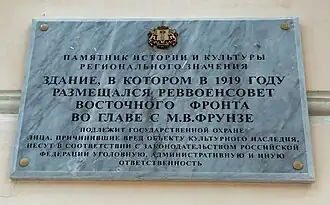 ПАМЯТНИК ИСТОРИИ И КУЛЬТУРЫ
РЕГИОНАЛЬНОГО ЗНАЧЕНИЯ
ЗДАНИЕ, В КОТОРОМ В 1919 ГОДУ
РАЗМЕЩАЛСЯ РЕВВОЕНСОВЕТ
ВОСТОЧНОГО ФРОНТА
ВО ГЛАВЕ С М.В.ФРУНЗЕ
ПОДЛЕЖИТ ГОСУДАРСТВЕННОЙ ОХРАНЕ
ЛИЦА, ПРИЧИНИВШИЕ ВРЕД ОБЪЕКТУ КУЛЬТУРНОГО НАСЛЕДИЯ,
НЕСУТ В СООТВЕТСТВИИ С ЗАКОНОДАТЕЛЬСТВОМ РОССИЙСКОЙ
ФЕДЕРАЦИИ УГОЛОВНУЮ, АДМИНИСТРАТИВНУЮ И ИНУЮ
ОТВЕТСТВЕННОСТЬ